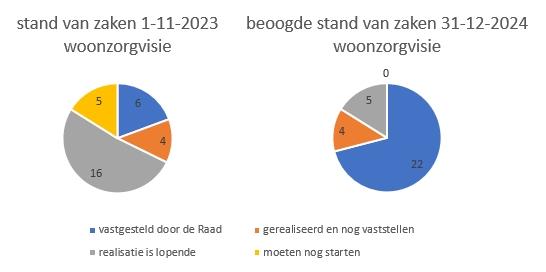 stand van zaken 1-11-2023
woonzorgvisie
5
6
4
16
beoogde stand van zaken 31-12-2024
woonzorgvisie
0
5
4
22
vastgesteld door de Raad
gerealiseerd en nog vaststellen
realisatie is lopende
moeten nog starten